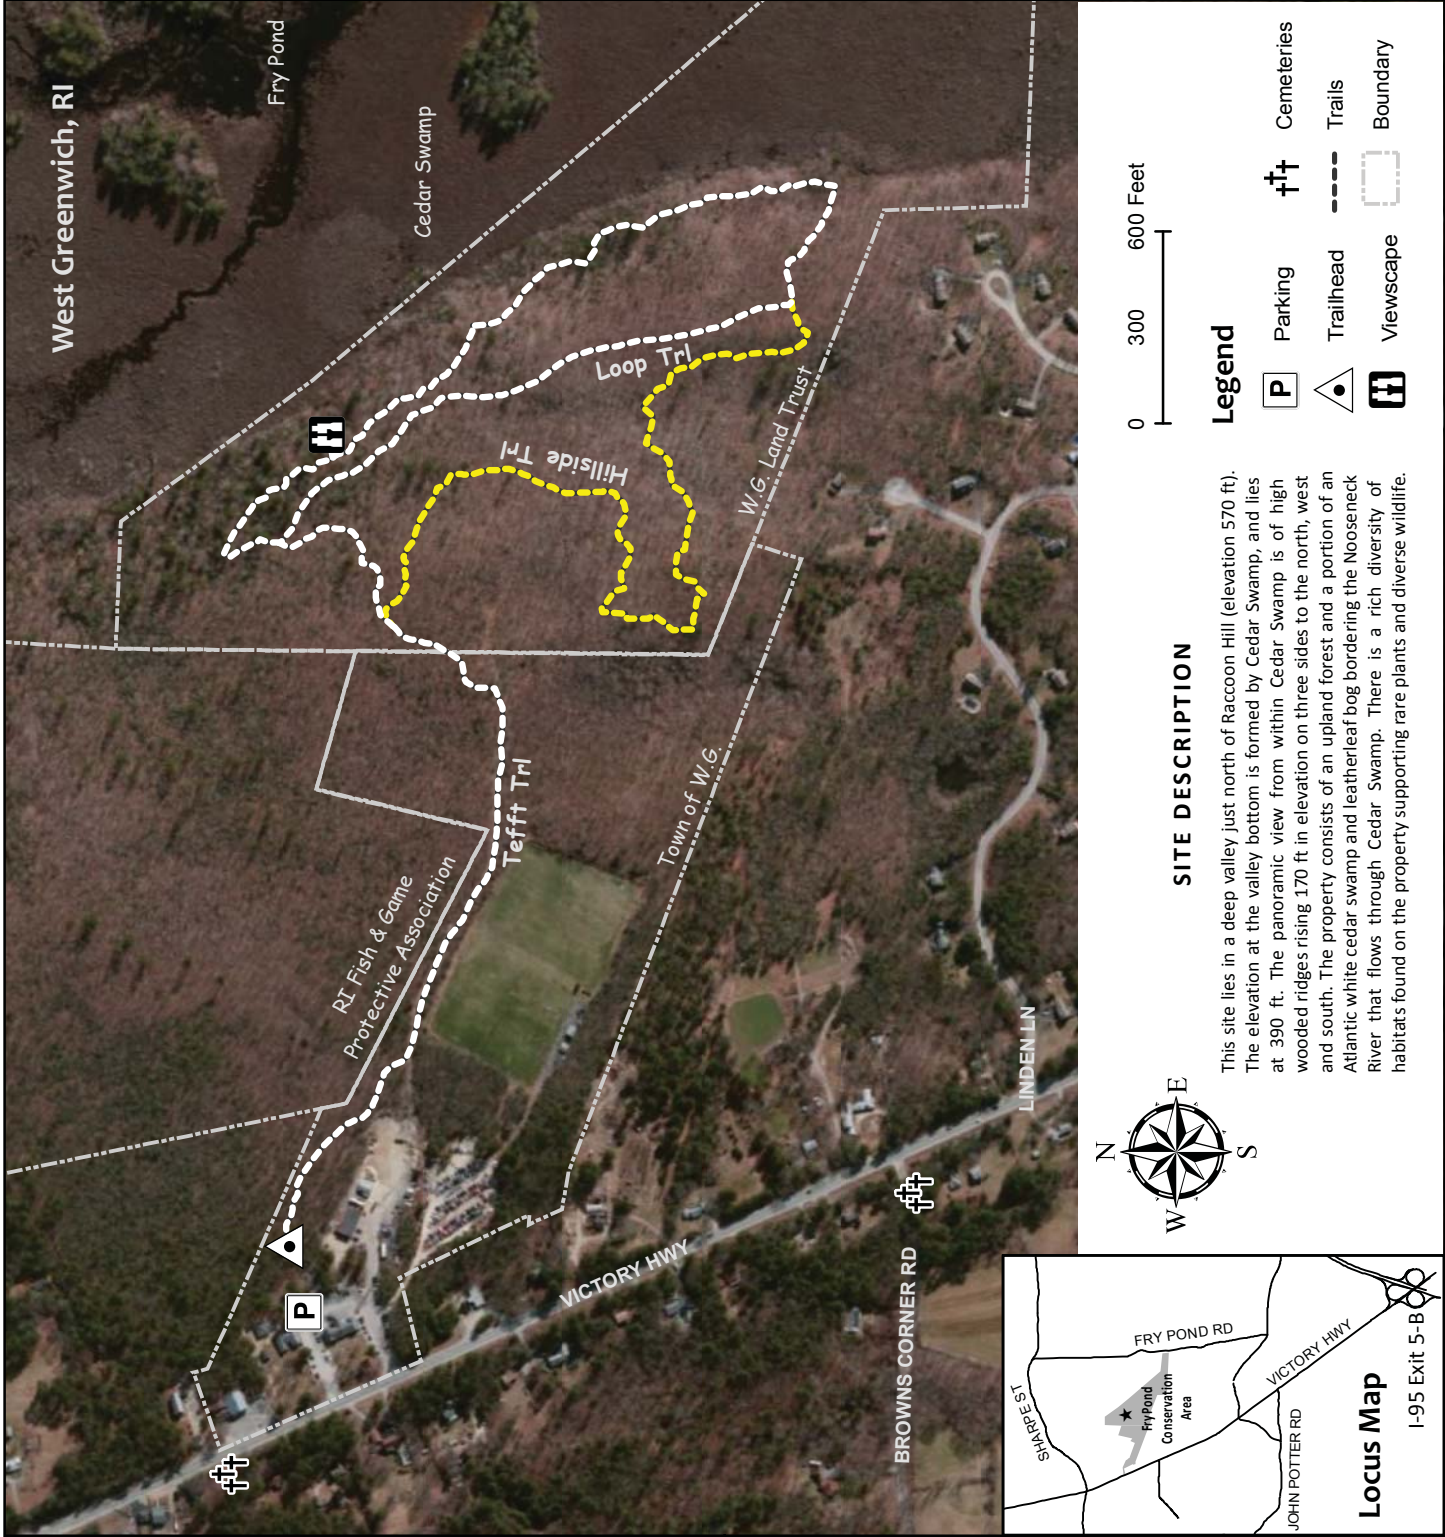 West Greenwich, RI
Fry Pond
Cedar Swamp
Loop Trl
Hillside Trl
W.G. Land Trust
Tefft Trl
Town of W.G.
RI Fish & Game
Protective Association
P
VICTORY HWY
LINDEN LN
BROWNS CORNER RD
0 300 600 Feet
Legend
P Parking
Cemeteries
Trailhead
Trails
Viewscape
Boundary
SITE DESCRIPTION
This site lies in a deep valley just north of Raccoon Hill (elevation 570 ft).
The elevation at the valley bottom is formed by Cedar Swamp, and lies
at 390 ft. The panoramic view from within Cedar Swamp is of high
wooded ridges rising 170 ft in elevation on three sides to the north, west
and south. The property consists of an upland forest and a portion of an
Atlantic white cedar swamp and leatherleaf bog bordering the Nooseneck
River that flows through Cedar Swamp. There is a rich diversity of
habitats found on the property supporting rare plants and diverse wildlife.
N
W E
S
SHARPE ST
FRY POND RD
Fry Pond
Conservation
Area
VICTORY HWY
JOHN POTTER RD
Locus Map
I-95 Exit 5-B